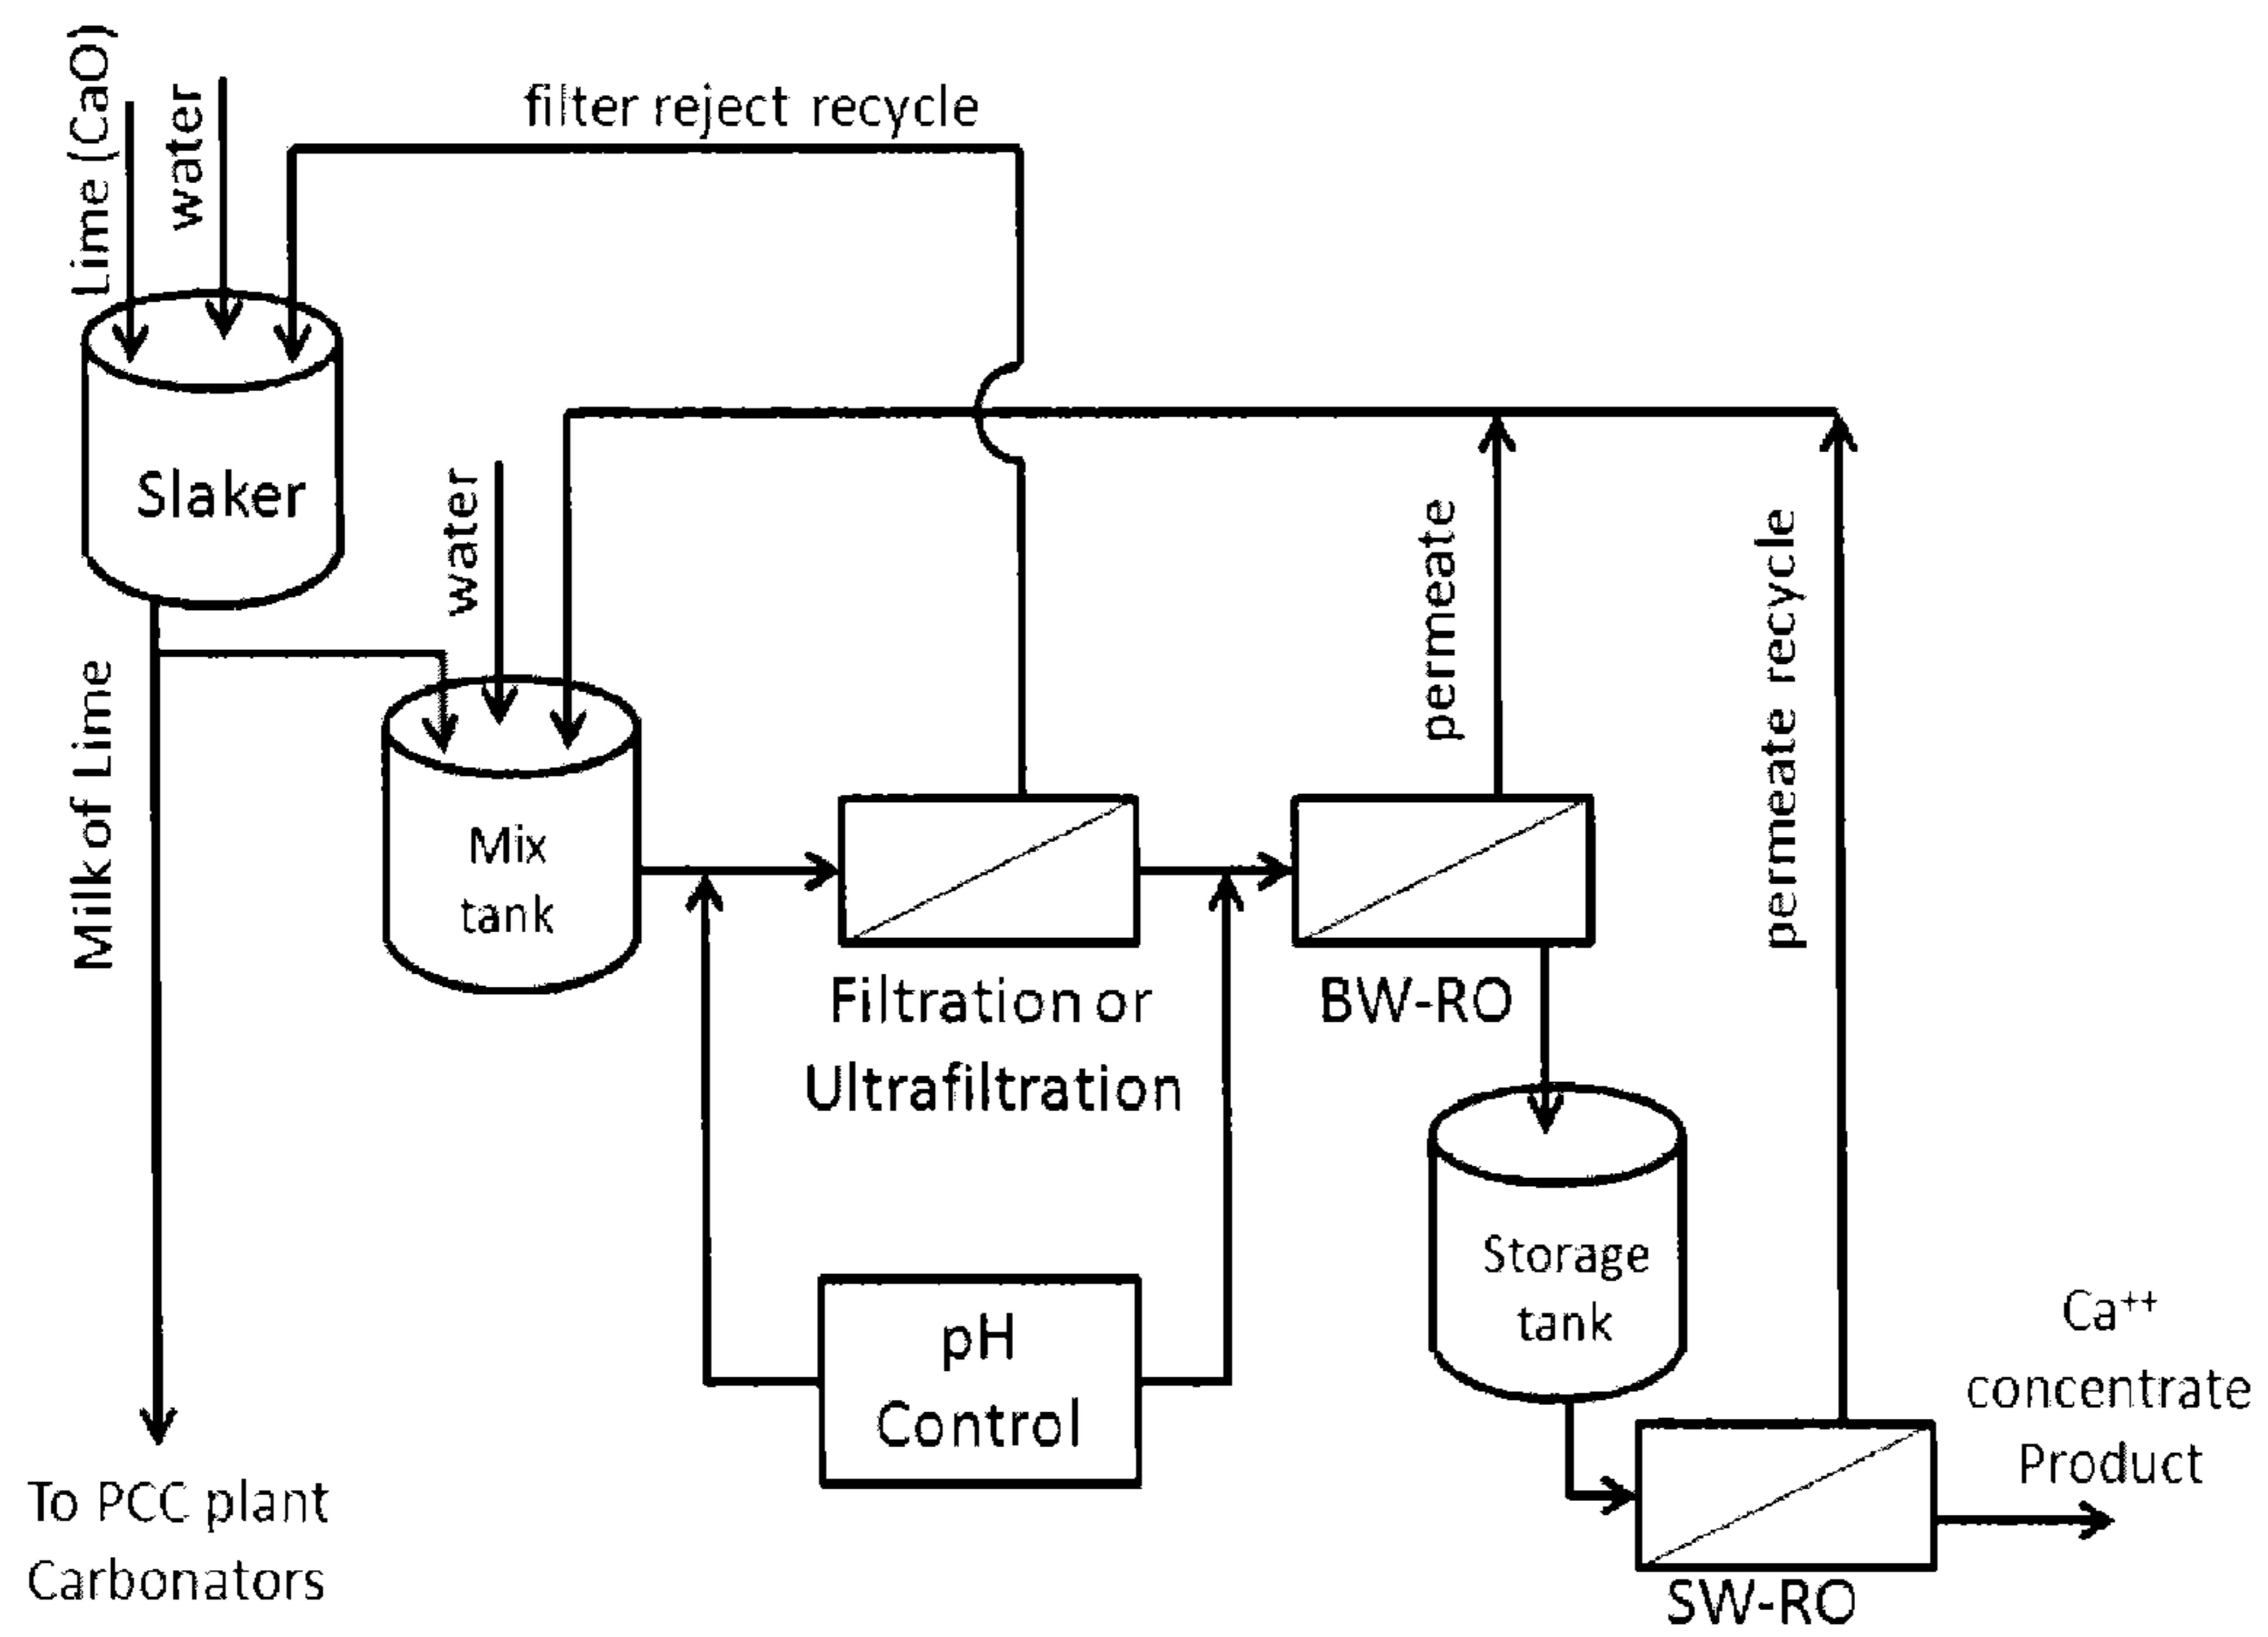 Lime (CaO)
water
filter reject recycle
Slaker
water
permeate
permeate recycle
Milk of Lime
Mix
tank
Filtration or
Ultrafiltration
BW-RO
Storage
tank
pH
Control
Ca++
concentrate
Product
To PCC plant
Carbonators
SW-RO